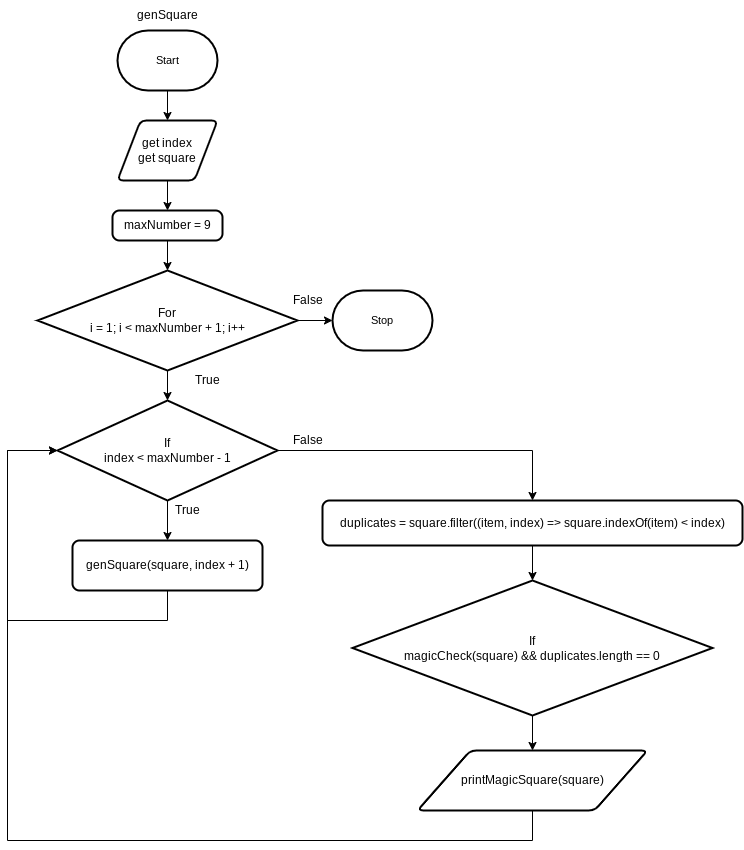 genSquare
Start
get index
get square
maxNumber = 9
For
i = 1; i < maxNumber + 1; i++
False
Stop
True
If
index < maxNumber - 1
False
True
genSquare(square, index + 1)
duplicates = square.filter((item, index) => square.indexOf(item) < index)
If
magicCheck(square) && duplicates.length == 0
printMagicSquare(square)